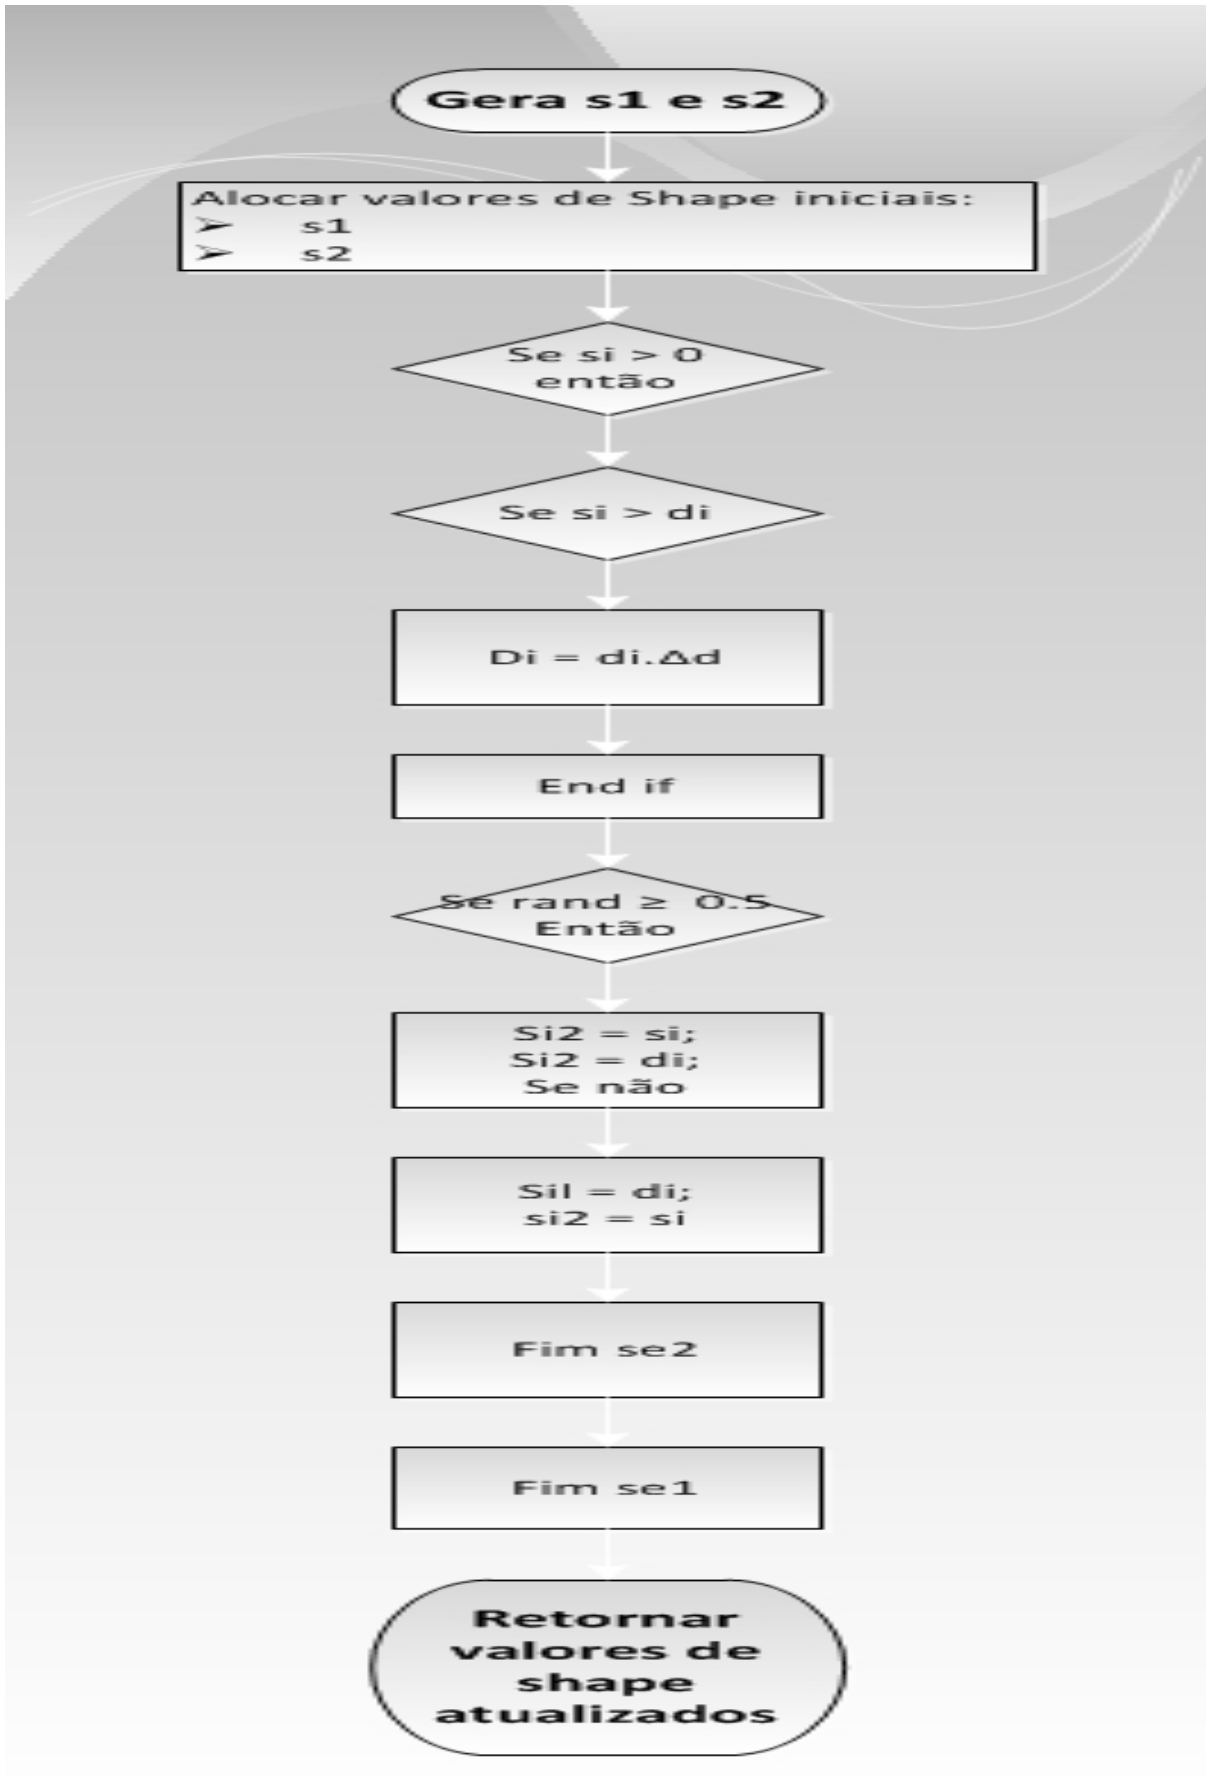 Gera s1 e s2
Alocar valores de Shape iniciais:
➢ s1
➢ s2
Se si > 0
então
Se si > di
Di = di.Δd
End if
Se rand ≥ 0.5
Então
Si2 = si;
Si2 = di;
Se não
Sil = di;
si2 = si
Fim se2
Fim se1
Retornar
valores de
shape
atualizados